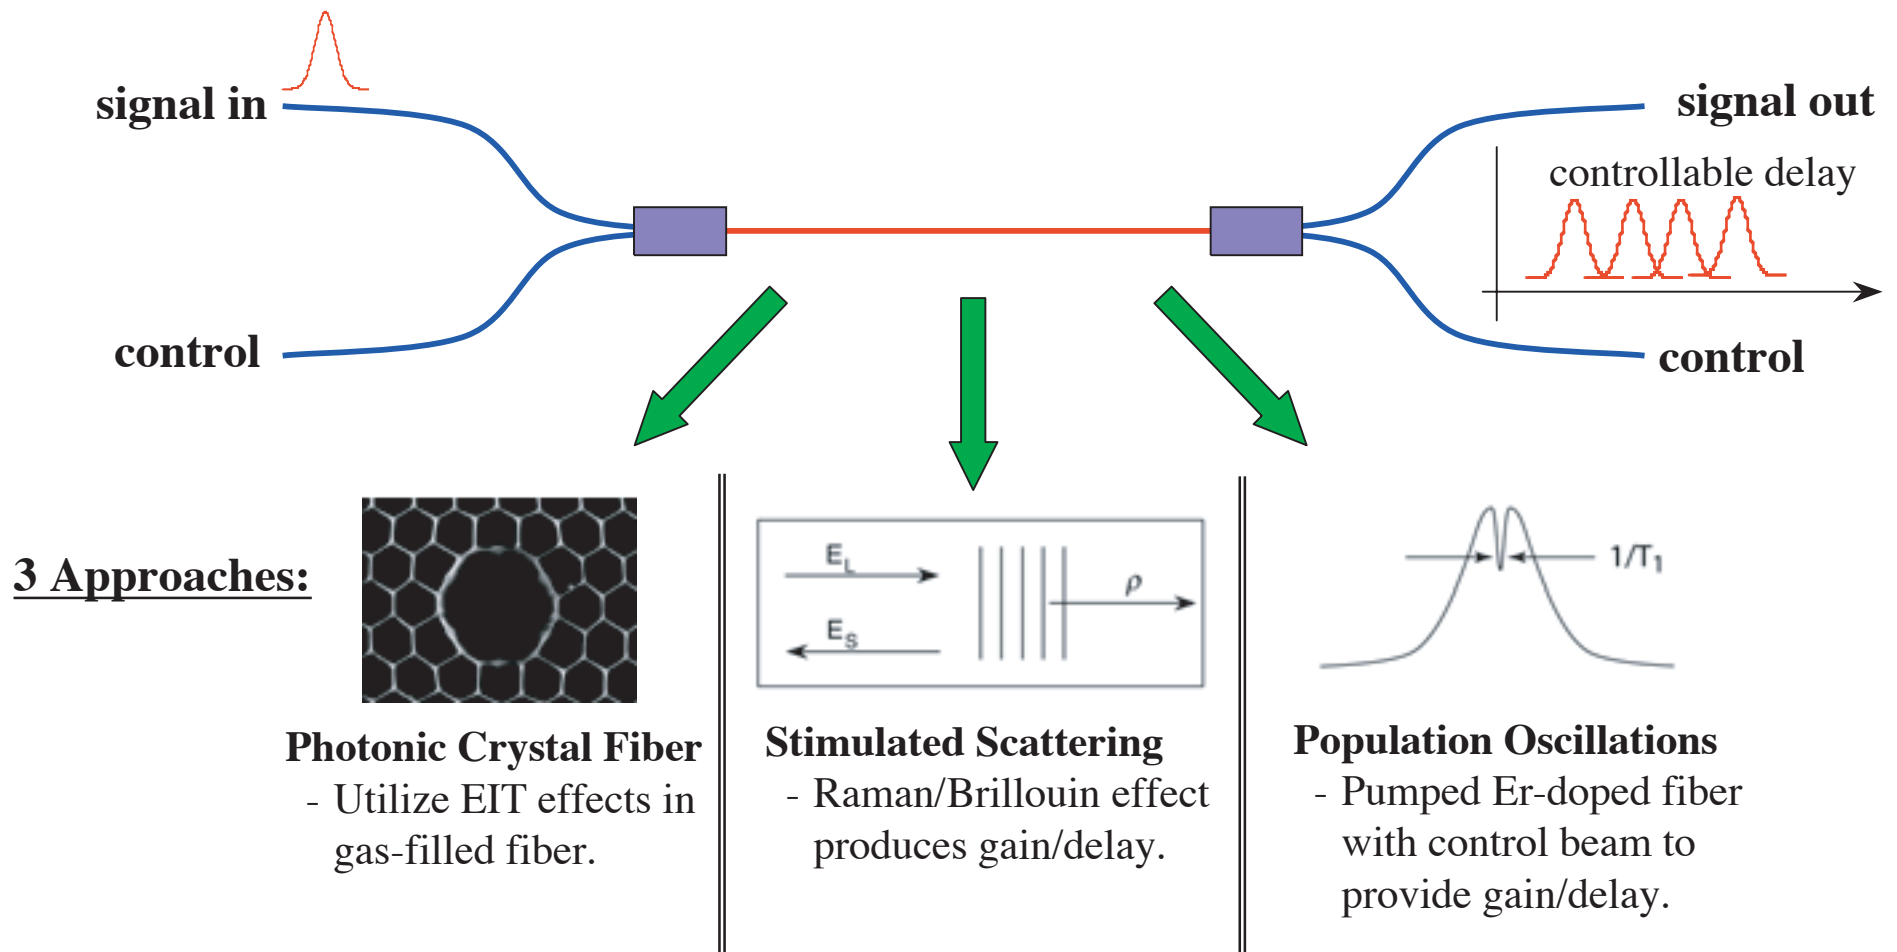 signal in
signal out
controllable delay
control
control
3 Approaches:
E_L
E_S
ρ
1/T_1
Photonic Crystal Fiber
- Utilize EIT effects in
gas-filled fiber.
Stimulated Scattering
- Raman/Brillouin effect
produces gain/delay.
Population Oscillations
- Pumped Er-doped fiber
with control beam to
provide gain/delay.